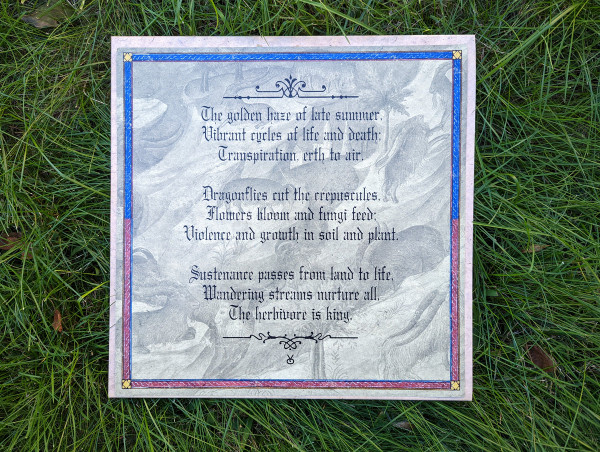 The golden haze of late summer,
Vibrant cycles of life and death;
Transpiration, erth to air.
Dragonflies cut the crepuscules,
Flowers bloom and fungi feed;
Violence and growth in soil and plant.
Sustenance passes from land to life,
Wandering streams nurture all,
The herbivore is king.